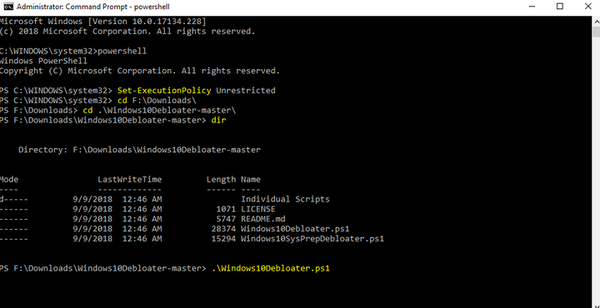 Administrator: Command Prompt - powershell
Microsoft Windows [Version 10.0.17134.228]
(c) 2018 Microsoft Corporation. All rights reserved.
C:\WINDOWS\system32>powershell
Windows PowerShell
Copyright (C) Microsoft Corporation. All rights reserved.
PS C:\WINDOWS\system32> Set-ExecutionPolicy Unrestricted
PS C:\WINDOWS\system32> cd F:\Downloads\
PS F:\Downloads> cd .\Windows10Debloater-master\
PS F:\Downloads\Windows10Debloater-master> dir
Directory: F:\Downloads\Windows10Debloater-master
Mode LastWriteTime Length Name
---- ------------- ------ ----
d----- 9/9/2018 12:46 AM Individual Scripts
------ 9/9/2018 12:46 AM 1071 LICENSE
------ 9/9/2018 12:46 AM 5747 README.md
------ 9/9/2018 12:46 AM 28374 Windows10Debloater.ps1
------ 9/9/2018 12:46 AM 15294 Windows10SysPrepDebloater.ps1
PS F:\Downloads\Windows10Debloater-master> .\Windows10Debloater.ps1